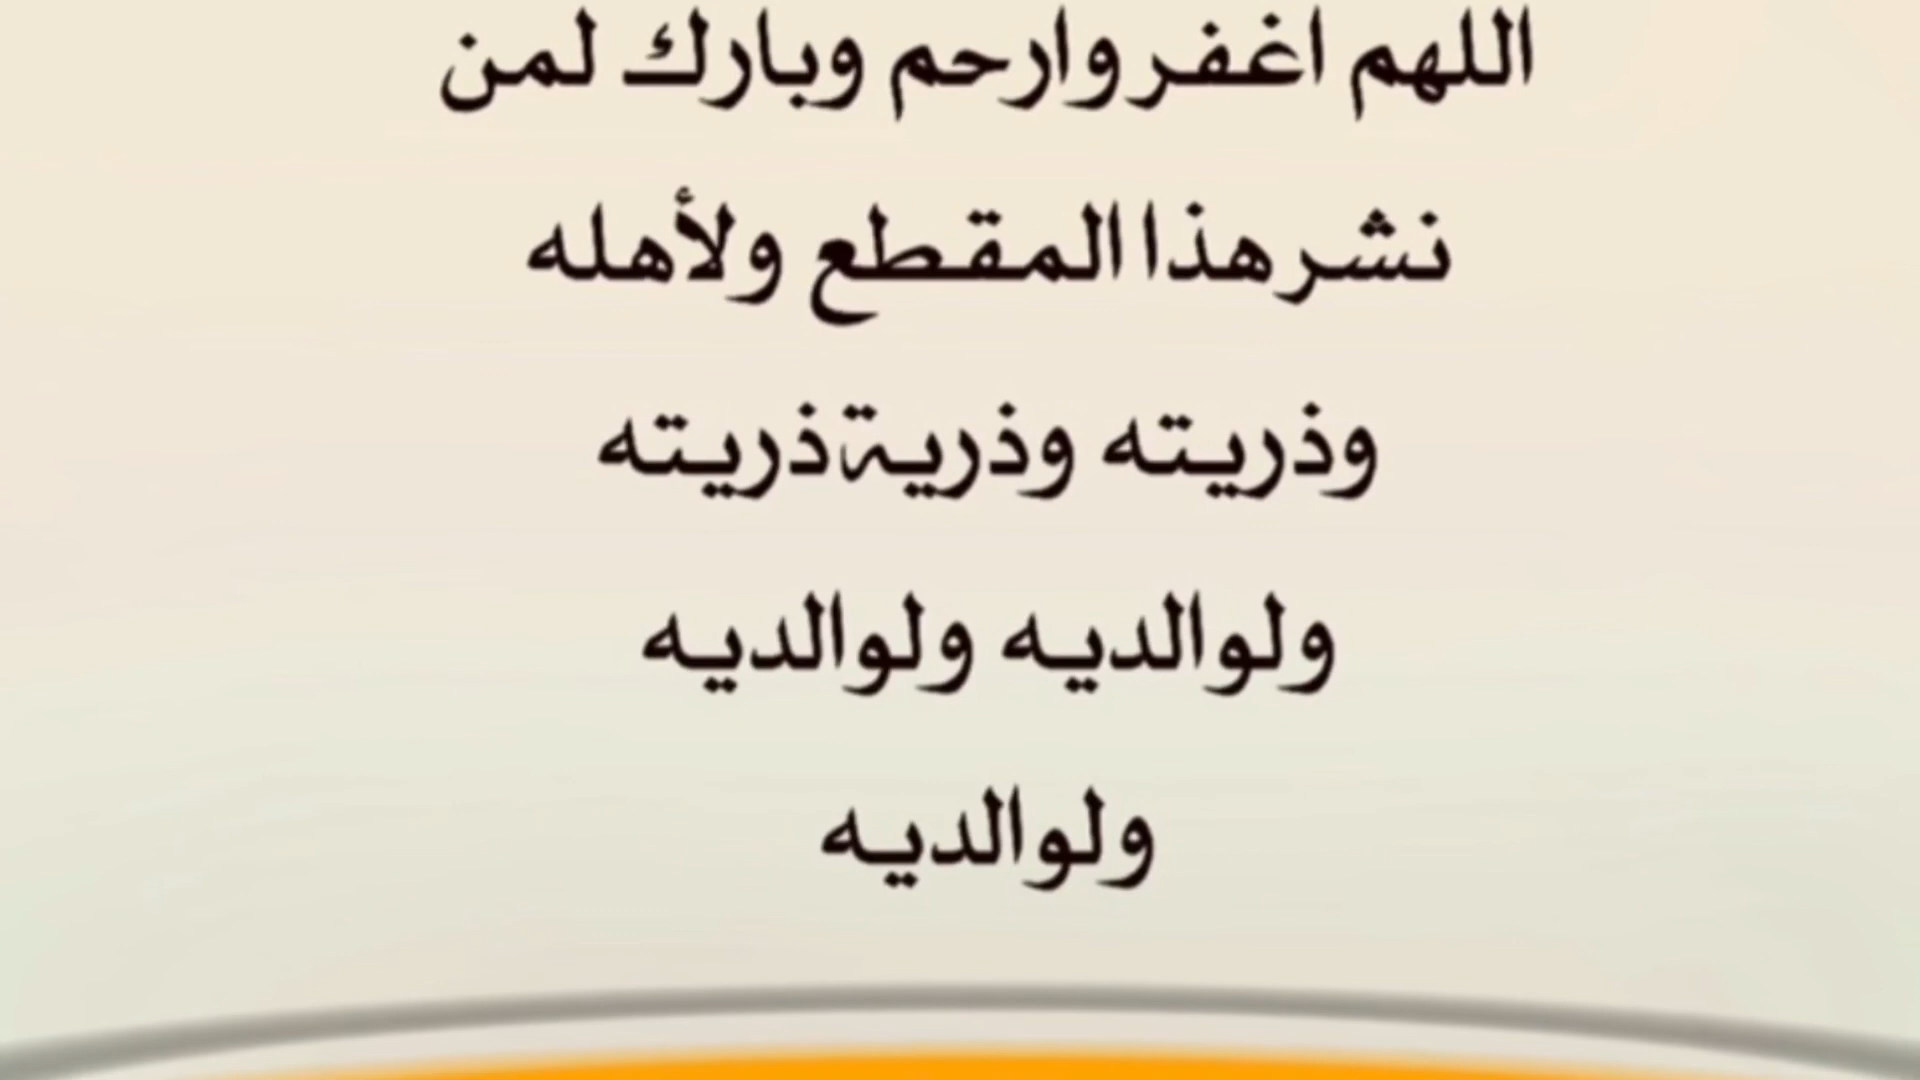 اللهم اغفر وارحم وبارك لمن
نشر هذا المقطع ولأهله
وذريته وذرية ذريته
ولوالديه ولوالديه
ولوالديه